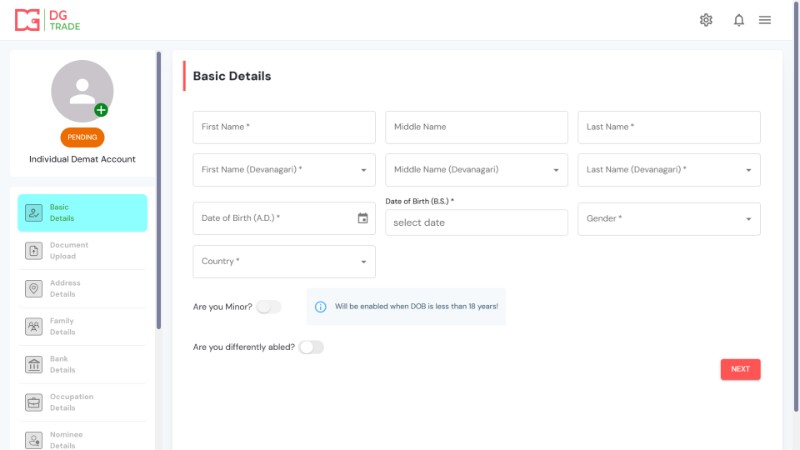 DG
TRADE
PENDING
Individual Demat Account
Basic
Details
Document
Upload
Address
Details
Family
Details
Bank
Details
Occupation
Details
Nominee
Details
Basic Details
First Name *
Middle Name
Last Name *
First Name (Devanagari) *
Middle Name (Devanagari)
Last Name (Devanagari) *
Date of Birth (A.D.) *
Date of Birth (B.S.) *
select date
Gender *
Country *
Are you Minor?
Will be enabled when DOB is less than 18 years!
Are you differently abled?
NEXT